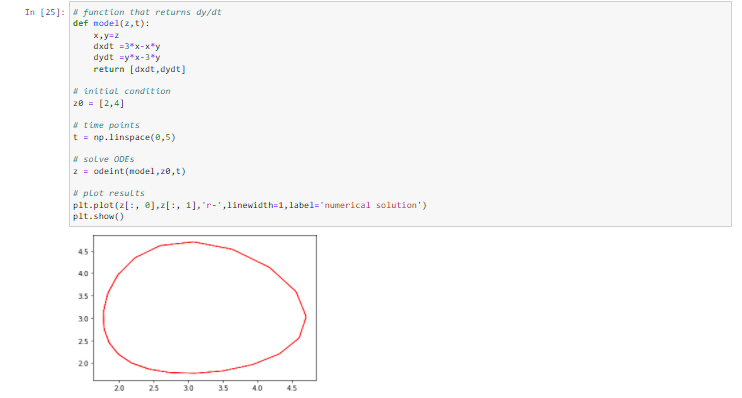 In [25]: # function that returns dy/dt
def model(z,t):
    x,y=z
    dxdt =3*x-x*y
    dydt =y*x-3*y
    return [dxdt,dydt]

# initial condition
z0 = [2,4]

# time points
t = np.linspace(0,5)

# solve ODEs
z = odeint(model,z0,t)

# plot results
plt.plot(z[:, 0],z[:, 1],'r-',linewidth=1,label='numerical solution')
plt.show()
4.5
4.0
3.5
3.0
2.5
2.0
2.0 2.5 3.0 3.5 4.0 4.5